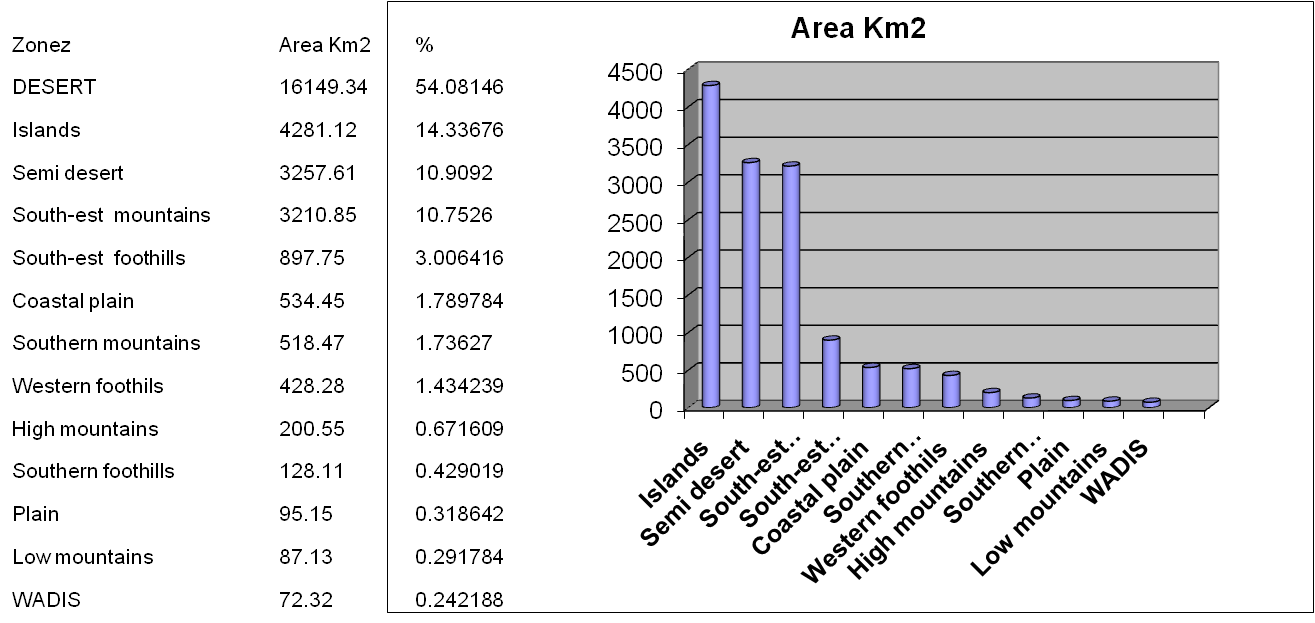 Zonez Area Km2 %
DESERT 16149.34 54.08146
Islands 4281.12 14.33676
Semi desert 3257.61 10.9092
South-est mountains 3210.85 10.7526
South-est foothills 897.75 3.006416
Coastal plain 534.45 1.789784
Southern mountains 518.47 1.73627
Western foothils 428.28 1.434239
High mountains 200.55 0.671609
Southern foothills 128.11 0.429019
Plain 95.15 0.318642
Low mountains 87.13 0.291784
WADIS 72.32 0.242188
Area Km2
4500
4000
3500
3000
2500
2000
1500
1000
500
0
Islands
Semi desert
South-est..
South-est..
Coastal plain
Southern..
Western foothils
High mountains
Southern..
Plain
Low mountains
WADIS